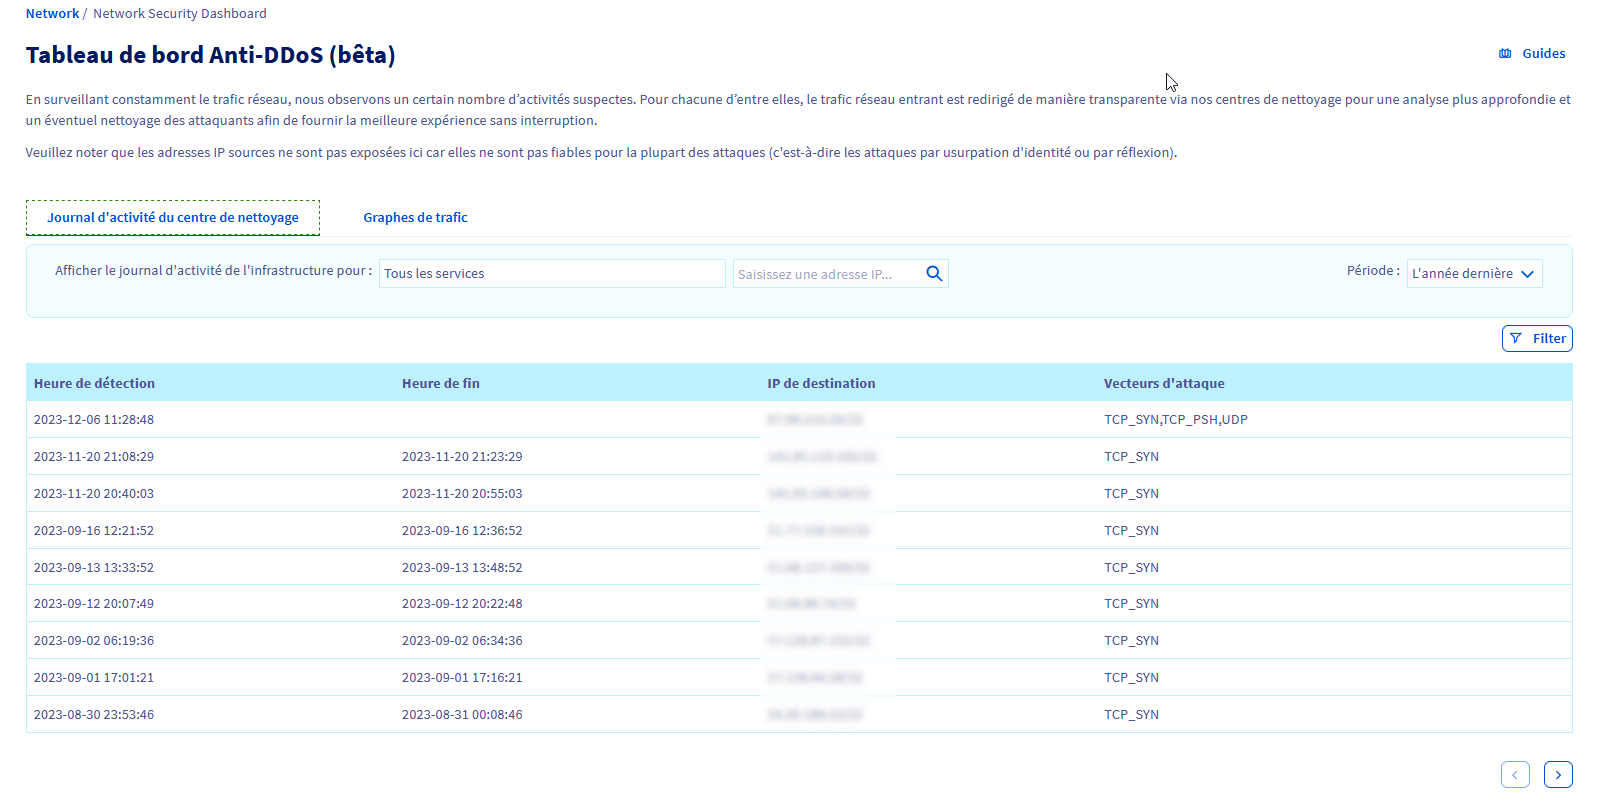 Network / Network Security Dashboard
Tableau de bord Anti-DDoS (bêta)
Guides
En surveillant constamment le trafic réseau, nous observons un certain nombre d’activités suspectes. Pour chacune d’entre elles, le trafic réseau entrant est redirigé de manière transparente via nos centres de nettoyage pour une analyse plus approfondie et
un éventuel nettoyage des attaquants afin de fournir la meilleure expérience sans interruption.
Veuillez noter que les adresses IP sources ne sont pas exposées ici car elles ne sont pas fiables pour la plupart des attaques (c'est-à-dire les attaques par usurpation d'identité ou par réflexion).
Journal d'activité du centre de nettoyage Graphes de trafic
Afficher le journal d'activité de l'infrastructure pour : Tous les services Saisissez une adresse IP... Période : L'année dernière
Filter
Heure de détection Heure de fin IP de destination Vecteurs d'attaque
2023-12-06 11:28:48 TCP_SYN,TCP_PSH,UDP
2023-11-20 21:08:29 2023-11-20 21:23:29 TCP_SYN
2023-11-20 20:40:03 2023-11-20 20:55:03 TCP_SYN
2023-09-16 12:21:52 2023-09-16 12:36:52 TCP_SYN
2023-09-13 13:33:52 2023-09-13 13:48:52 TCP_SYN
2023-09-12 20:07:49 2023-09-12 20:22:48 TCP_SYN
2023-09-02 06:19:36 2023-09-02 06:34:36 TCP_SYN
2023-09-01 17:01:21 2023-09-01 17:16:21 TCP_SYN
2023-08-30 23:53:46 2023-08-31 00:08:46 TCP_SYN